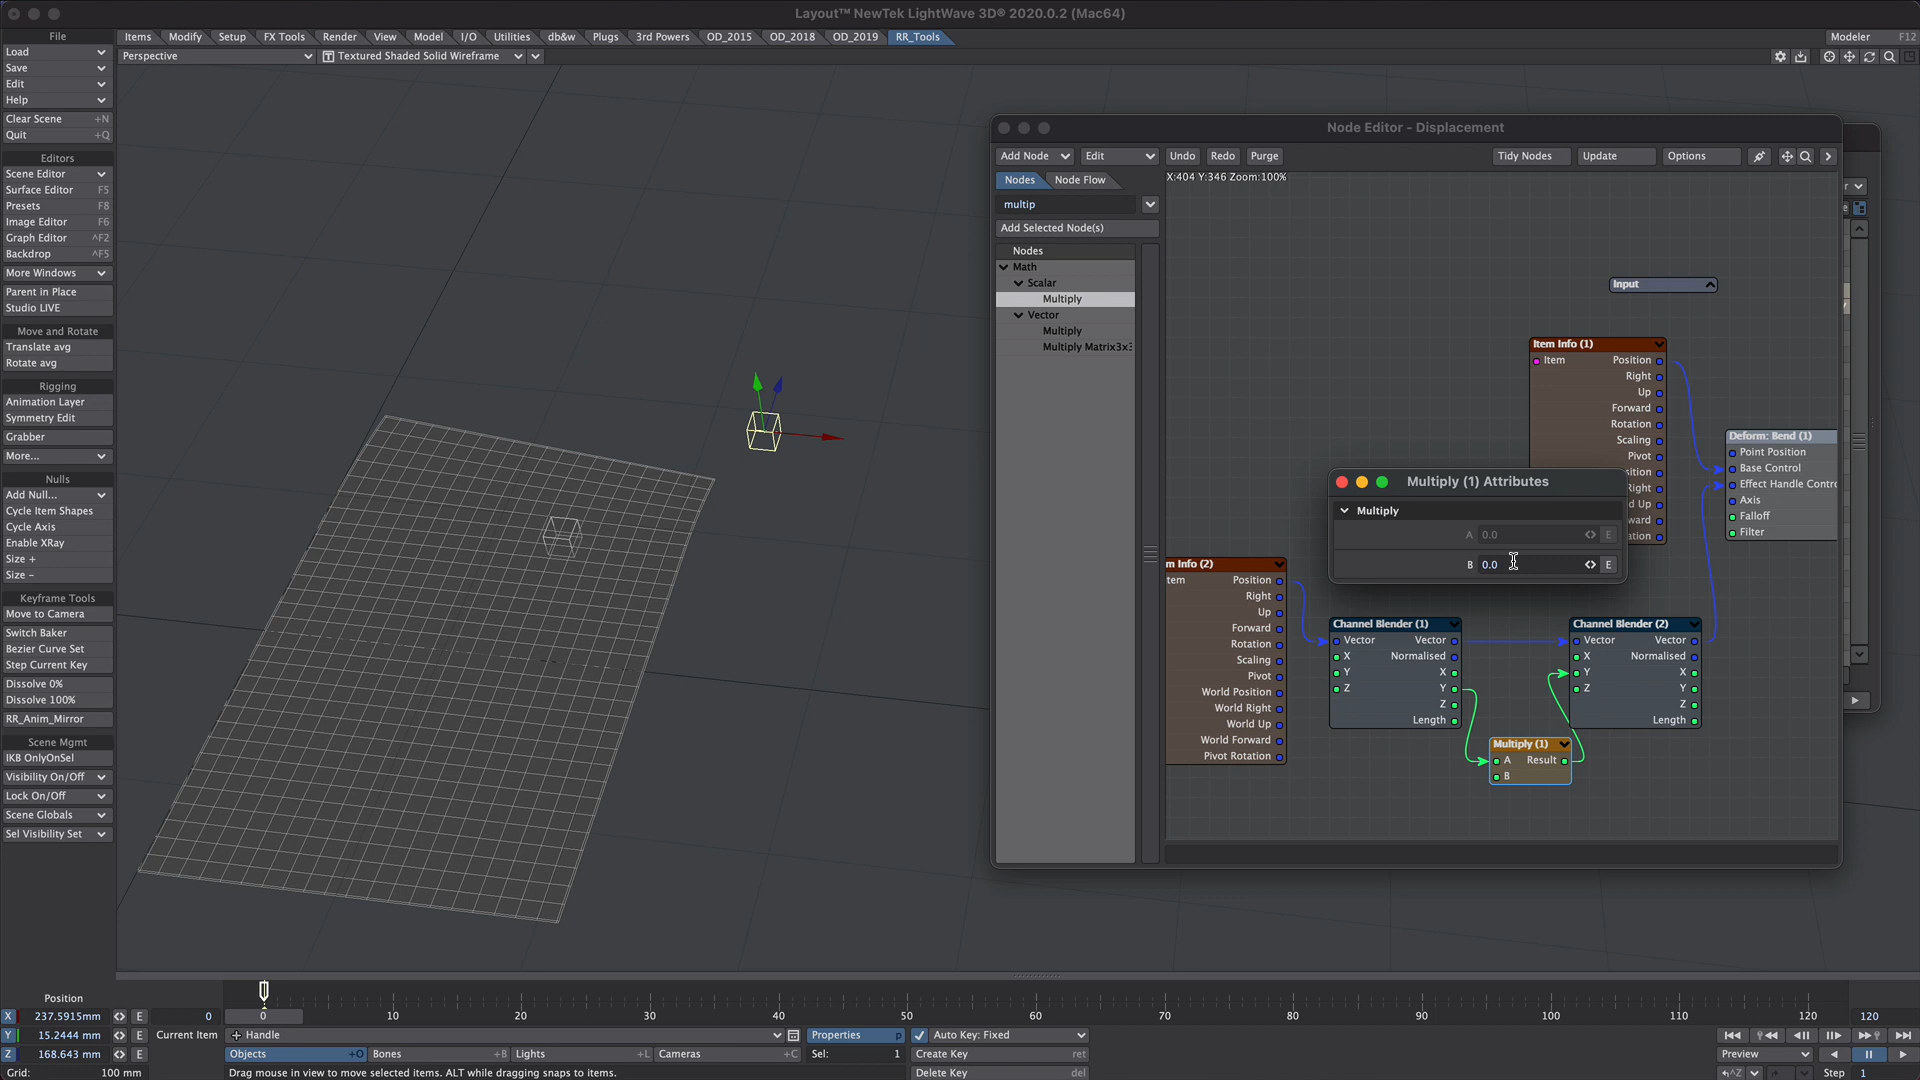 Layout™ NewTek LightWave 3D® 2020.0.2 (Mac64)
File
Items
Modify
Setup
FX Tools
Render
View
Model
I/O
Utilities
db&w
Plugs
3rd Powers
OD_2015
OD_2018
OD_2019
RR_Tools
Modeler F12
Load
Save
Edit
Help
Clear Scene +N
Quit +Q
Perspective
Textured Shaded Solid Wireframe
Editors
Scene Editor
Surface Editor F5
Presets F8
Image Editor F6
Graph Editor ^F2
Backdrop ^F5
More Windows
Parent in Place
Studio LIVE
Move and Rotate
Translate avg
Rotate avg
Rigging
Animation Layer
Symmetry Edit
Grabber
More...
Nulls
Add Null...
Cycle Item Shapes
Cycle Axis
Enable XRay
Size +
Size -
Keyframe Tools
Move to Camera
Switch Baker
Bezier Curve Set
Step Current Key
Dissolve 0%
Dissolve 100%
RR_Anim_Mirror
Scene Mgmt
IKB OnlyOnSel
Visibility On/Off
Lock On/Off
Scene Globals
Sel Visibility Set
Node Editor - Displacement
Add Node
Edit
Undo
Redo
Purge
Tidy Nodes
Update
Options
Nodes
Node Flow
X:404 Y:346 Zoom:100%
multip
Add Selected Node(s)
Nodes
Math
Scalar
Multiply
Vector
Multiply
Multiply Matrix3x3
Input
Item Info (1)
Item Position
Right
Up
Forward
Rotation
Scaling
Pivot
sition
Right
d Up
ward
ation
Deform: Bend (1)
Point Position
Base Control
Effect Handle Contro
Axis
Falloff
Filter
Multiply (1) Attributes
Multiply
A 0.0 E
B 0.0 E
m Info (2)
tem Position
Right
Up
Forward
Rotation
Scaling
Pivot
World Position
World Right
World Up
World Forward
Pivot Rotation
Channel Blender (1)
Vector Vector
X Normalised
Y X
Z Y
Z
Length
Channel Blender (2)
Vector Vector
X Normalised
Y X
Z Y
Z
Length
Multiply (1)
A Result
B
Position
X 237.5915mm E 0
Y 15.2444 mm E
Z 168.643 mm E
Grid: 100 mm
0 10 20 30 40 50 60 70 80 90 100 110 120 120
Current Item
Handle
Properties p
Auto Key: Fixed
Objects +O
Bones +B
Lights +L
Cameras +C
Sel: 1
Create Key ret
Delete Key del
Drag mouse in view to move selected items. ALT while dragging snaps to items.
Preview
^Z
Step 1